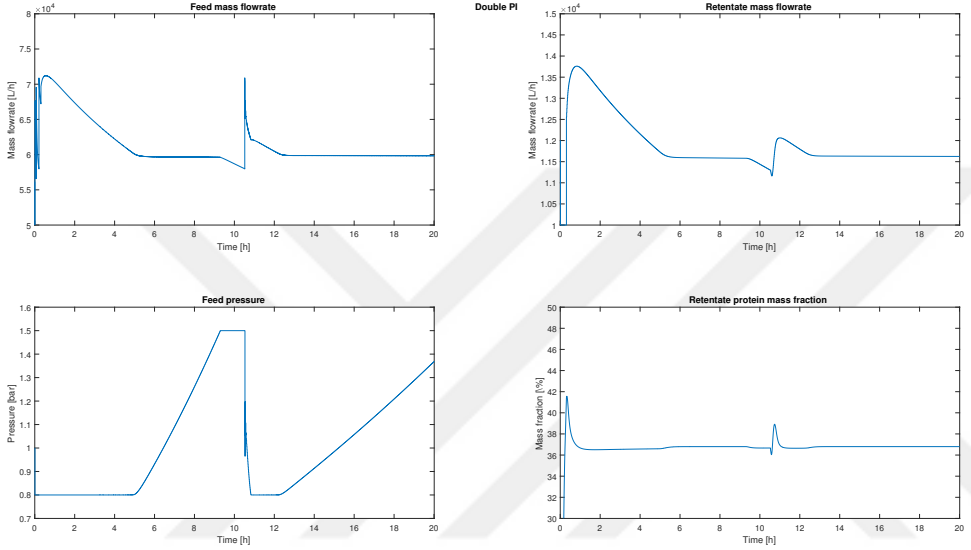 Double PI
Feed mass flowrate
×10⁴
8
7.5
7
6.5
6
5.5
5
Mass flowrate [L/h]
0 2 4 6 8 10 12 14 16 18 20
Time [h]
Retentate mass flowrate
×10⁴
1.5
1.45
1.4
1.35
1.3
1.25
1.2
1.15
1.1
1.05
1
Mass flowrate [L/h]
0 2 4 6 8 10 12 14 16 18 20
Time [h]
Feed pressure
1.6
1.5
1.4
1.3
1.2
1.1
1
0.9
0.8
0.7
Pressure [bar]
0 2 4 6 8 10 12 14 16 18 20
Time [h]
Retentate protein mass fraction
50
48
46
44
42
40
38
36
34
32
30
Mass fraction [\%]
0 2 4 6 8 10 12 14 16 18 20
Time [h]